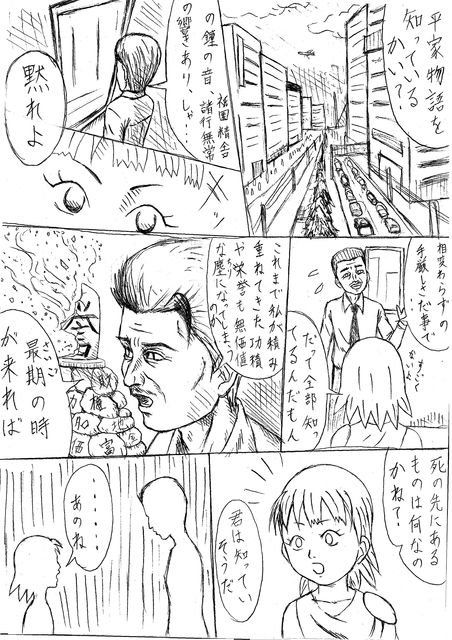 平家物語を
知っている
かい？
祇園精舎
の鐘の音
諸行無常
の響きあり、しゃ…
黙れよ
相変わらずの
手厳しさだ事で
だって全部知っ
てるんだもん
これまで私が積み
重ねてきた功績
や栄誉も無価値
な塵になってしまう
最期の時
が来れば
命
死の先にある
ものは何なの
かねて？
君は知ってい
そうだ
・・・・
あのね